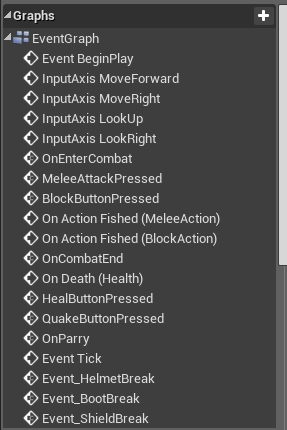 Graphs
EventGraph
Event BeginPlay
InputAxis MoveForward
InputAxis MoveRight
InputAxis LookUp
InputAxis LookRight
OnEnterCombat
MeleeAttackPressed
BlockButtonPressed
On Action Fished (MeleeAction)
On Action Fished (BlockAction)
OnCombatEnd
On Death (Health)
HealButtonPressed
QuakeButtonPressed
OnParry
Event Tick
Event_HelmetBreak
Event_BootBreak
Event_ShieldBreak